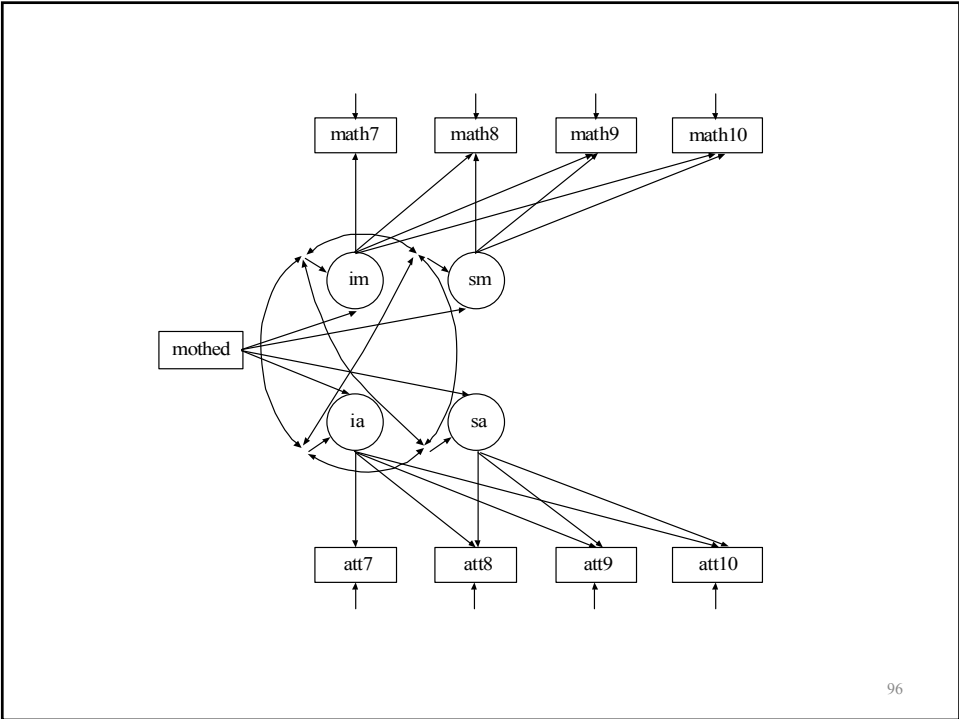 math7 math8 math9 math10
im sm
mothed
ia sa
att7 att8 att9 att10
96